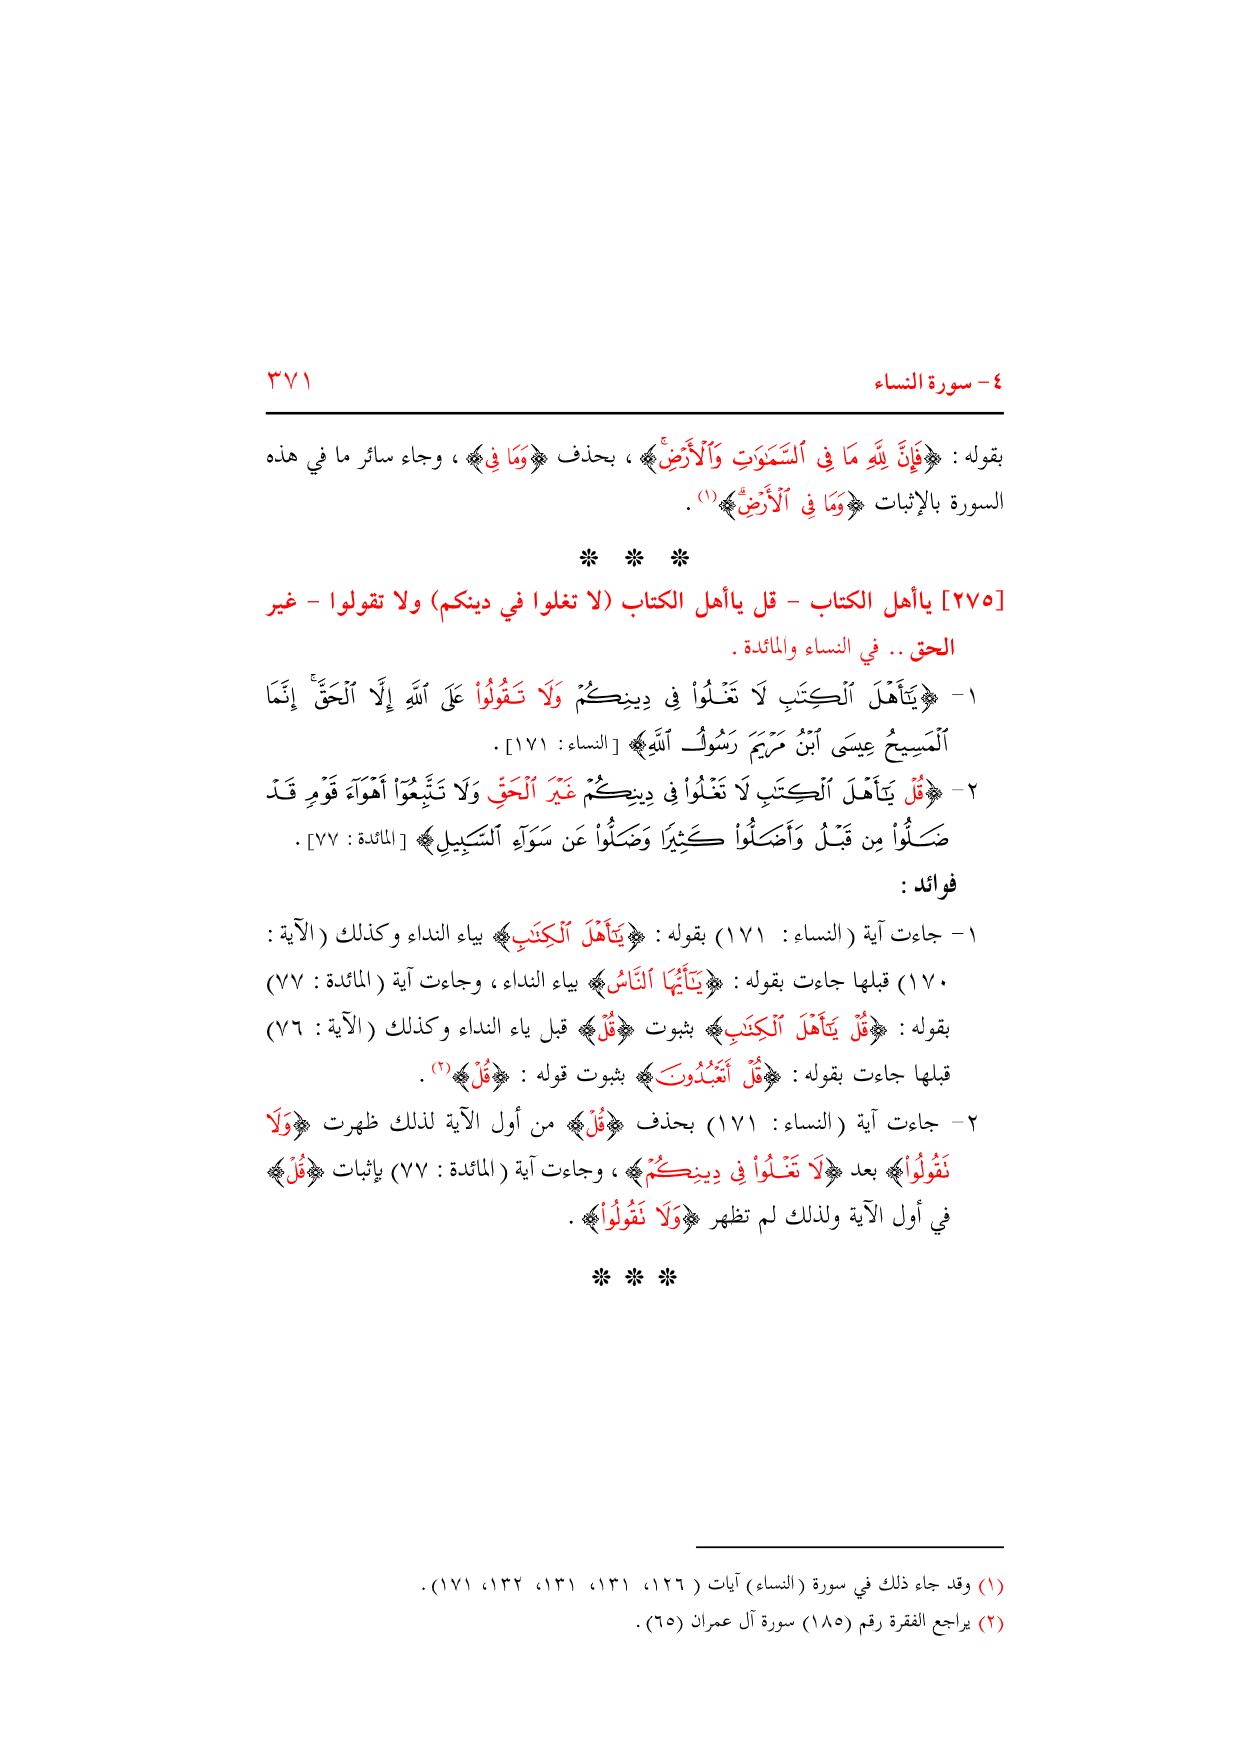 ٤ - سورة النساء ٣٧١
بقوله : ﴿فَإِنَّ لِلَّهِ مَا فِى ٱلسَّمَٰوَٰتِ وَٱلْأَرْضِۚ﴾ ، بحذف ﴿وَمَا فِى﴾ ، وجاء سائر ما في هذه
السورة بالإثبات ﴿وَمَا فِى ٱلْأَرْضِۗ﴾(١) .
❊ ❊ ❊
[٢٧٥] ياأهل الكتاب - قل ياأهل الكتاب (لا تغلوا في دينكم) ولا تقولوا - غير
الحق .. في النساء والمائدة .
١ - ﴿يَٰٓأَهْلَ ٱلْكِتَٰبِ لَا تَغْلُوا۟ فِى دِينِكُمْ وَلَا تَقُولُوا۟ عَلَى ٱللَّهِ إِلَّا ٱلْحَقَّۚ إِنَّمَا
ٱلْمَسِيحُ عِيسَى ٱبْنُ مَرْيَمَ رَسُولُ ٱللَّهِ﴾ [النساء : ١٧١] .
٢ - ﴿قُلْ يَٰٓأَهْلَ ٱلْكِتَٰبِ لَا تَغْلُوا۟ فِى دِينِكُمْ غَيْرَ ٱلْحَقِّ وَلَا تَتَّبِعُوٓا۟ أَهْوَآءَ قَوْمٍ قَدْ
ضَلُّوا۟ مِن قَبْلُ وَأَضَلُّوا۟ كَثِيرًا وَضَلُّوا۟ عَن سَوَآءِ ٱلسَّبِيلِ﴾ [المائدة : ٧٧] .
فوائد :
١ - جاءت آية (النساء : ١٧١) بقوله : ﴿يَٰٓأَهْلَ ٱلْكِتَٰبِ﴾ بياء النداء وكذلك (الآية :
١٧٠) قبلها جاءت بقوله : ﴿يَٰٓأَيُّهَا ٱلنَّاسُ﴾ بياء النداء ، وجاءت آية (المائدة : ٧٧)
بقوله : ﴿قُلْ يَٰٓأَهْلَ ٱلْكِتَٰبِ﴾ بثبوت ﴿قُلْ﴾ قبل ياء النداء وكذلك (الآية : ٧٦)
قبلها جاءت بقوله : ﴿قُلْ أَتَعْبُدُونَ﴾ بثبوت قوله : ﴿قُلْ﴾(٢) .
٢ - جاءت آية (النساء : ١٧١) بحذف ﴿قُلْ﴾ من أول الآية لذلك ظهرت ﴿وَلَا
تَقُولُوا۟﴾ بعد ﴿لَا تَغْلُوا۟ فِى دِينِكُمْ﴾ ، وجاءت آية (المائدة : ٧٧) بإثبات ﴿قُلْ﴾
في أول الآية ولذلك لم تظهر ﴿وَلَا تَقُولُوا۟﴾ .
❊ ❊ ❊
(١) وقد جاء ذلك في سورة (النساء) آيات ( ١٢٦، ١٣١، ١٣١، ١٣٢، ١٧١) .
(٢) يراجع الفقرة رقم (١٨٥) سورة آل عمران (٦٥) .